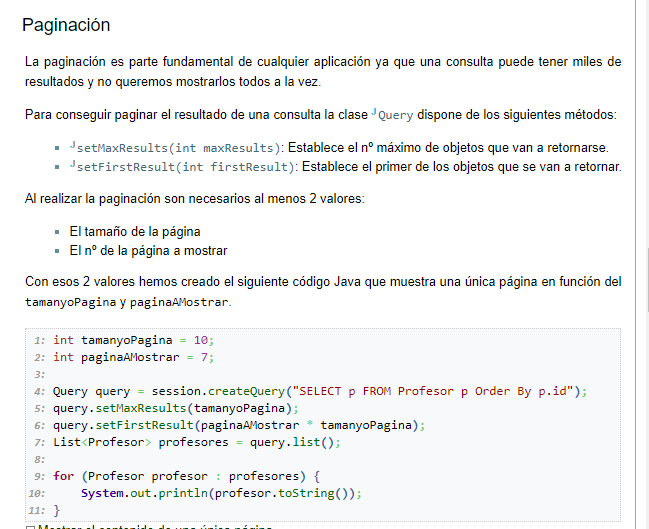 Paginación
La paginación es parte fundamental de cualquier aplicación ya que una consulta puede tener miles de
resultados y no queremos mostrarlos todos a la vez.
Para conseguir paginar el resultado de una consulta la clase Query dispone de los siguientes métodos:
setMaxResults(int maxResults): Establece el nº máximo de objetos que van a retornarse.
setFirstResult(int firstResult): Establece el primer de los objetos que se van a retornar.
Al realizar la paginación son necesarios al menos 2 valores:
El tamaño de la página
El nº de la página a mostrar
Con esos 2 valores hemos creado el siguiente código Java que muestra una única página en función del
tamanyoPagina y paginaAMostrar.
1: int tamanyoPagina = 10;
2: int paginaAMostrar = 7;
3:
4: Query query = session.createQuery("SELECT p FROM Profesor p Order By p.id");
5: query.setMaxResults(tamanyoPagina);
6: query.setFirstResult(paginaAMostrar * tamanyoPagina);
7: List<Profesor> profesores = query.list();
8:
9: for (Profesor profesor : profesores) {
10:     System.out.println(profesor.toString());
11: }
Mostrar el contenido de una única página